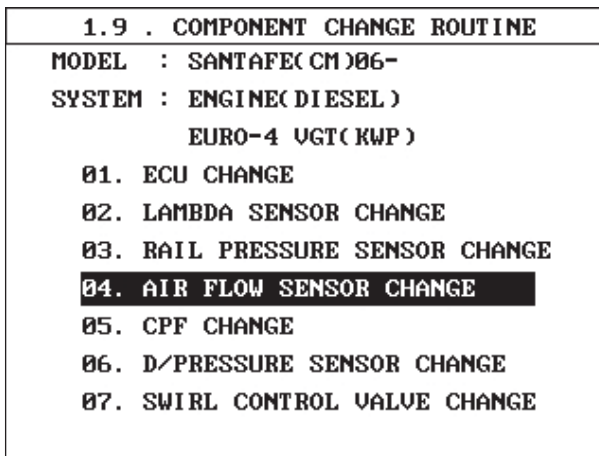 1.9 . COMPONENT CHANGE ROUTINE
MODEL : SANTAFE(CM)06-
SYSTEM : ENGINE(DIESEL)
EURO-4 VGT(KWP)
01. ECU CHANGE
02. LAMBDA SENSOR CHANGE
03. RAIL PRESSURE SENSOR CHANGE
04. AIR FLOW SENSOR CHANGE
05. CPF CHANGE
06. D/PRESSURE SENSOR CHANGE
07. SWIRL CONTROL VALVE CHANGE